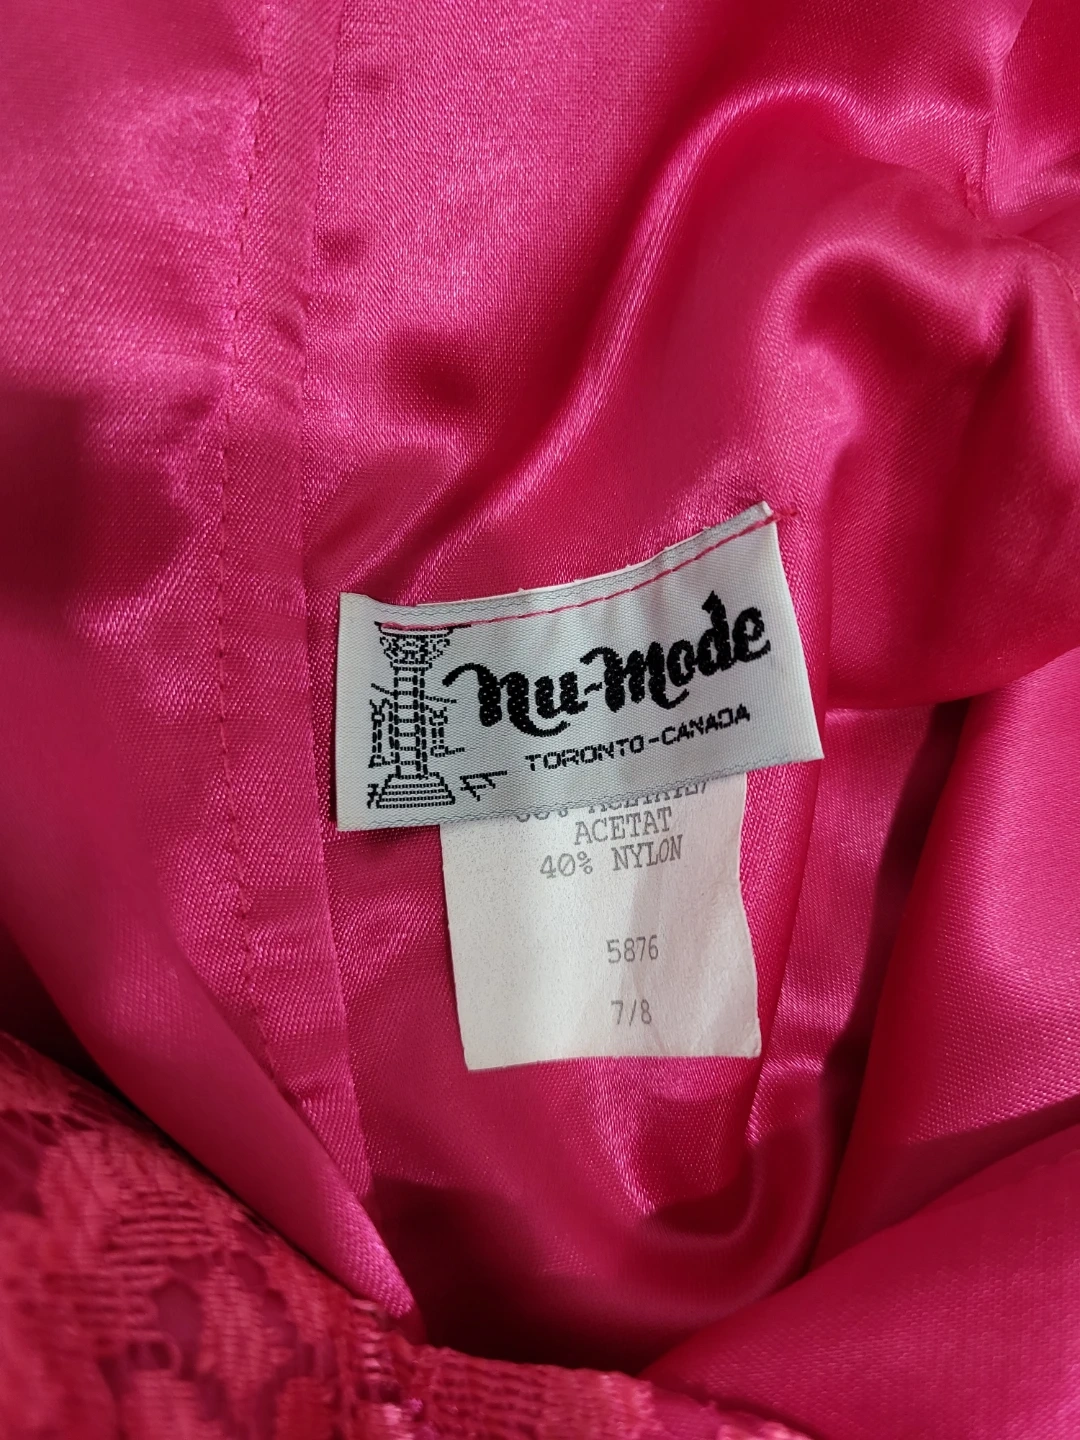 nu-mode
TORONTO-CANADA
ACETAT
40% NYLON
5876
7/8